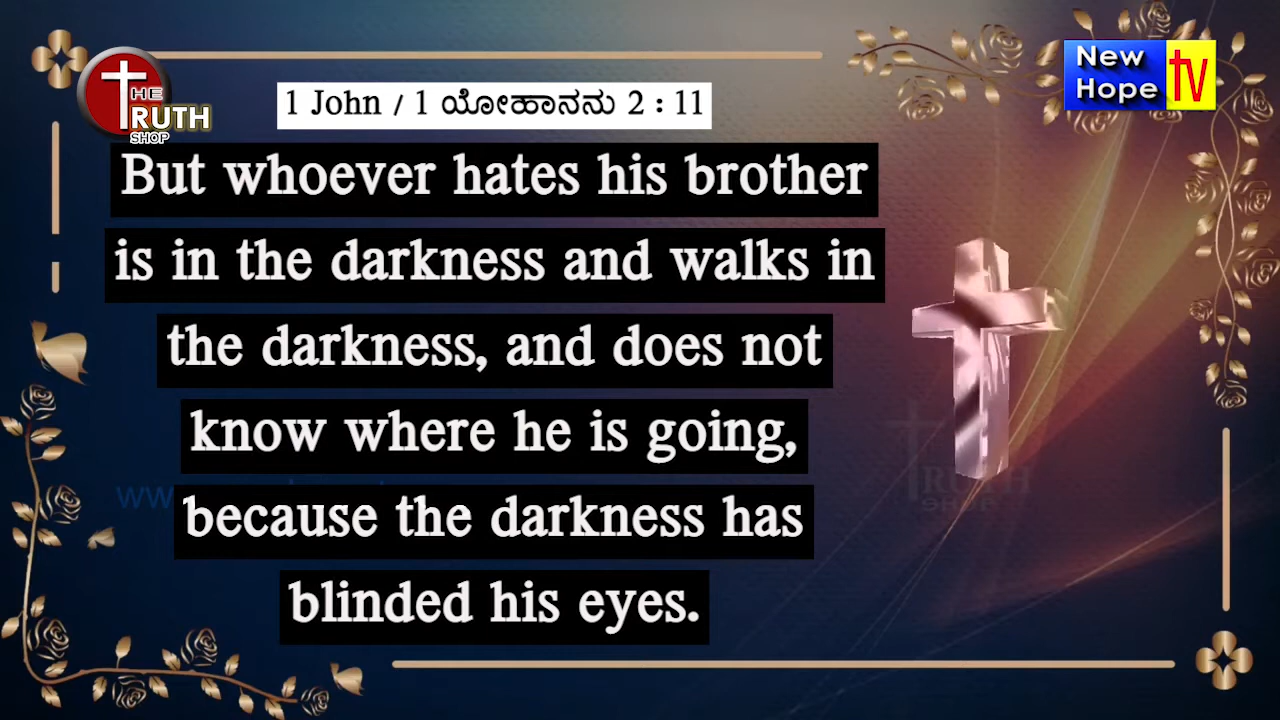 THE
TRUTH
SHOP
New
Hope
TV
1 John / 1 ಯೋಹಾನನು 2 : 11
But whoever hates his brother
is in the darkness and walks in
the darkness, and does not
know where he is going,
because the darkness has
blinded his eyes.
TRUTH
SHOP